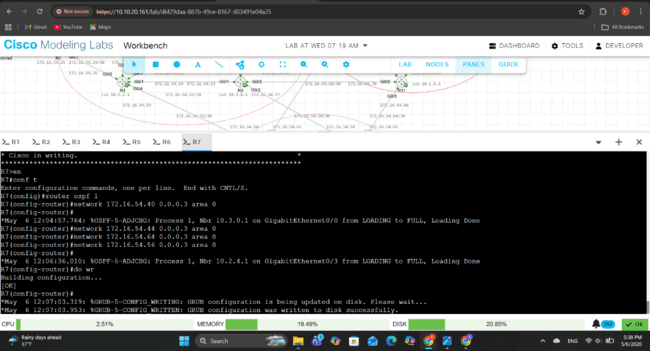 https://10.10.20.161/lab/d6f29daa-887b-49ce-8167-d03491e04a35
Gmail YouTube Maps All Bookmarks
Cisco Modeling Labs Workbench LAB AT WED 07:19 AM DASHBOARD TOOLS DEVELOPER
LAB NODES PANES GUIDE
R1 R2 R3 R4 R5 R6 R7
* Cisco in writing. *
R7>en
R7#conf t
Enter configuration commands, one per line. End with CNTL/Z.
R7(config)#router ospf 1
R7(config-router)#network 172.16.54.40 0.0.0.3 area 0
R7(config-router)#
*May 6 12:04:57.764: %OSPF-5-ADJCHG: Process 1, Nbr 10.3.0.1 on GigabitEthernet0/0 from LOADING to FULL, Loading Done
R7(config-router)#network 172.16.54.44 0.0.0.3 area 0
R7(config-router)#network 172.16.54.64 0.0.0.3 area 0
R7(config-router)#network 172.16.54.56 0.0.0.3 area 0
R7(config-router)#
*May 6 12:06:36.010: %OSPF-5-ADJCHG: Process 1, Nbr 10.2.4.1 on GigabitEthernet0/3 from LOADING to FULL, Loading Done
R7(config-router)#do wr
Building configuration...
[OK]
R7(config-router)#
*May 6 12:07:03.319: %GRUB-5-CONFIG_WRITING: GRUB configuration is being updated on disk. Please wait...
*May 6 12:07:03.953: %GRUB-5-CONFIG_WRITTEN: GRUB configuration was written to disk successfully.
CPU 2.51% MEMORY 19.49% DISK 20.85% OK
Rainy days ahead
67°F
Search
ENG
5:38 PM
5/6/2026